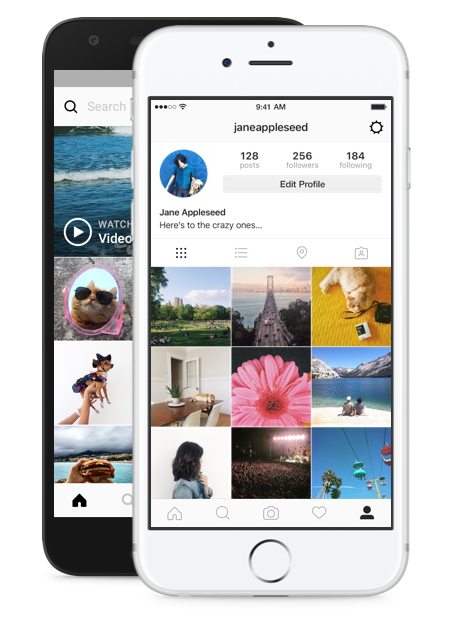 Search
WATCH
Video
9:41 AM
janeappleseed
128
posts
256
followers
184
following
Edit Profile
Jane Appleseed
Here's to the crazy ones...